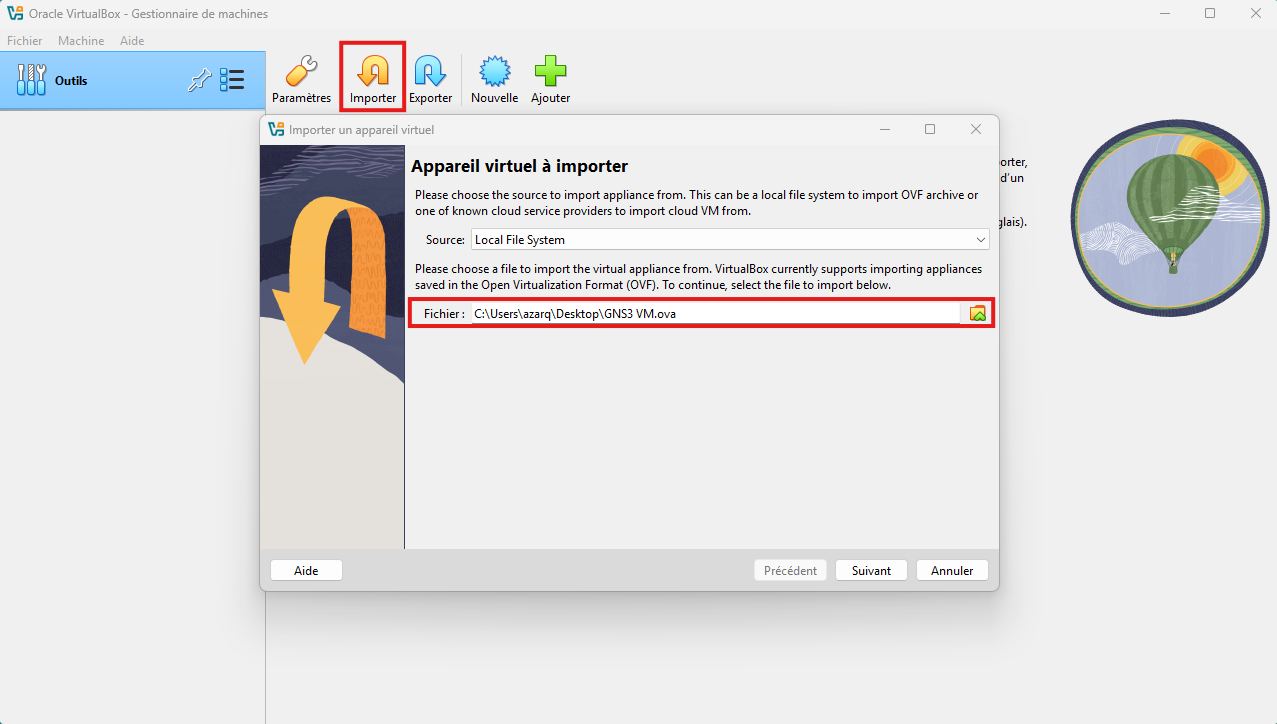 Oracle VirtualBox - Gestionnaire de machines
Fichier Machine Aide
Outils
Paramètres Importer Exporter Nouvelle Ajouter
Importer un appareil virtuel
Appareil virtuel à importer
Please choose the source to import appliance from. This can be a local file system to import OVF archive or
one of known cloud service providers to import cloud VM from.
Source: Local File System
Please choose a file to import the virtual appliance from. VirtualBox currently supports importing appliances
saved in the Open Virtualization Format (OVF). To continue, select the file to import below.
Fichier : C:\Users\azarq\Desktop\GNS3 VM.ova
Aide Précédent Suivant Annuler
orter,
d'un
glais).